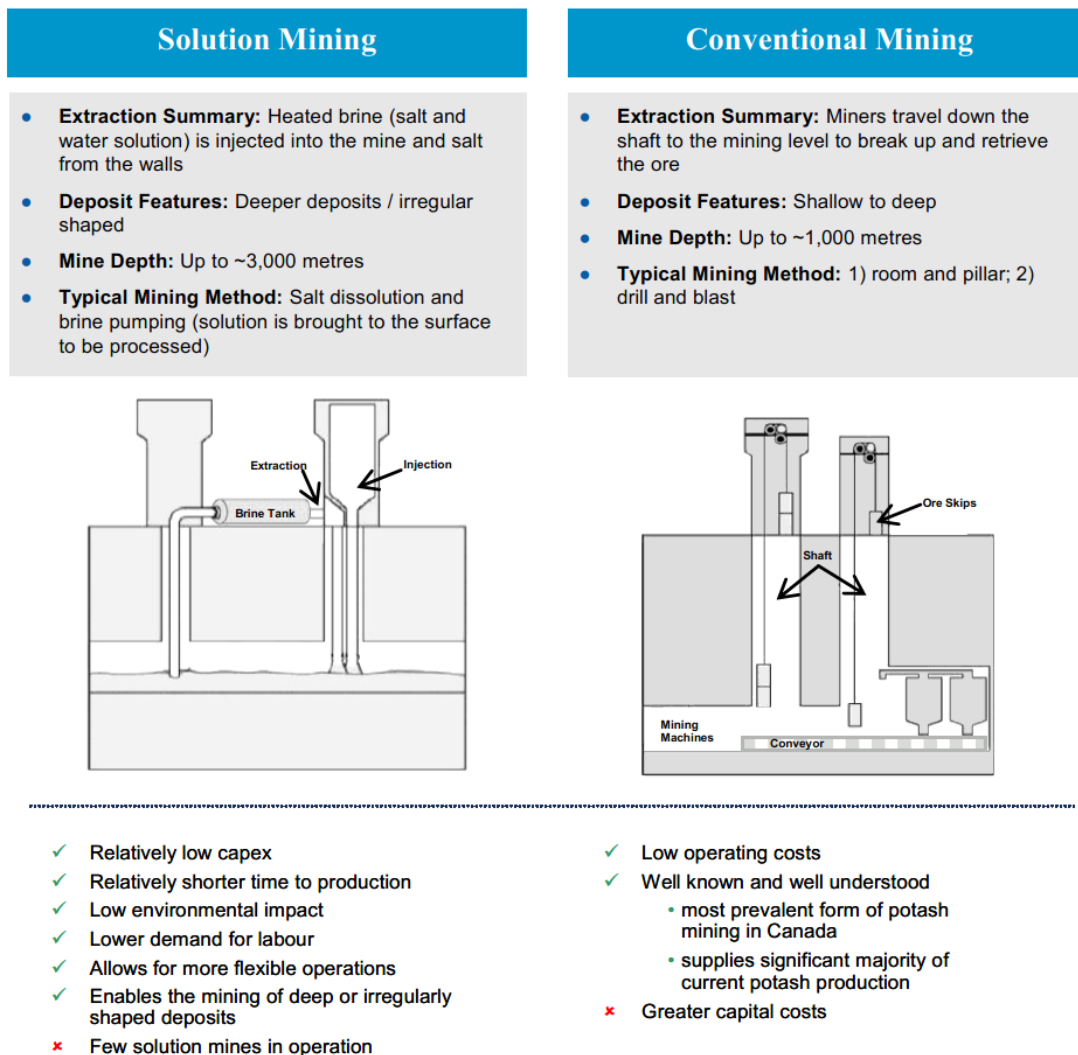 Solution Mining
• Extraction Summary: Heated brine (salt and
water solution) is injected into the mine and salt
from the walls
• Deposit Features: Deeper deposits / irregular
shaped
• Mine Depth: Up to ~3,000 metres
• Typical Mining Method: Salt dissolution and
brine pumping (solution is brought to the surface
to be processed)
Extraction
Injection
Brine Tank
✓ Relatively low capex
✓ Relatively shorter time to production
✓ Low environmental impact
✓ Lower demand for labour
✓ Allows for more flexible operations
✓ Enables the mining of deep or irregularly
shaped deposits
✗ Few solution mines in operation
Conventional Mining
• Extraction Summary: Miners travel down the
shaft to the mining level to break up and retrieve
the ore
• Deposit Features: Shallow to deep
• Mine Depth: Up to ~1,000 metres
• Typical Mining Method: 1) room and pillar; 2)
drill and blast
Ore Skips
Shaft
Mining
Machines
Conveyor
✓ Low operating costs
✓ Well known and well understood
• most prevalent form of potash
mining in Canada
• supplies significant majority of
current potash production
✗ Greater capital costs